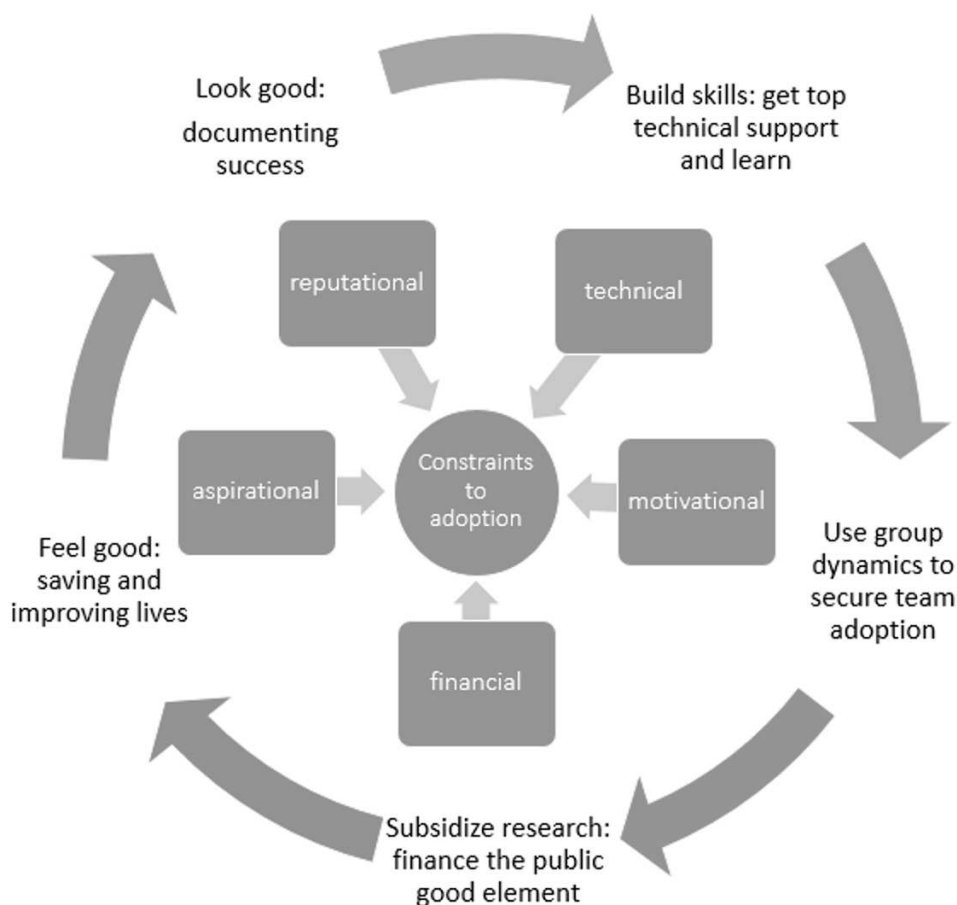 Look good:
documenting
success
Build skills: get top
technical support
and learn
reputational
technical
Constraints
to
adoption
aspirational
motivational
financial
Feel good:
saving and
improving lives
Use group
dynamics to
secure team
adoption
Subsidize research:
finance the public
good element